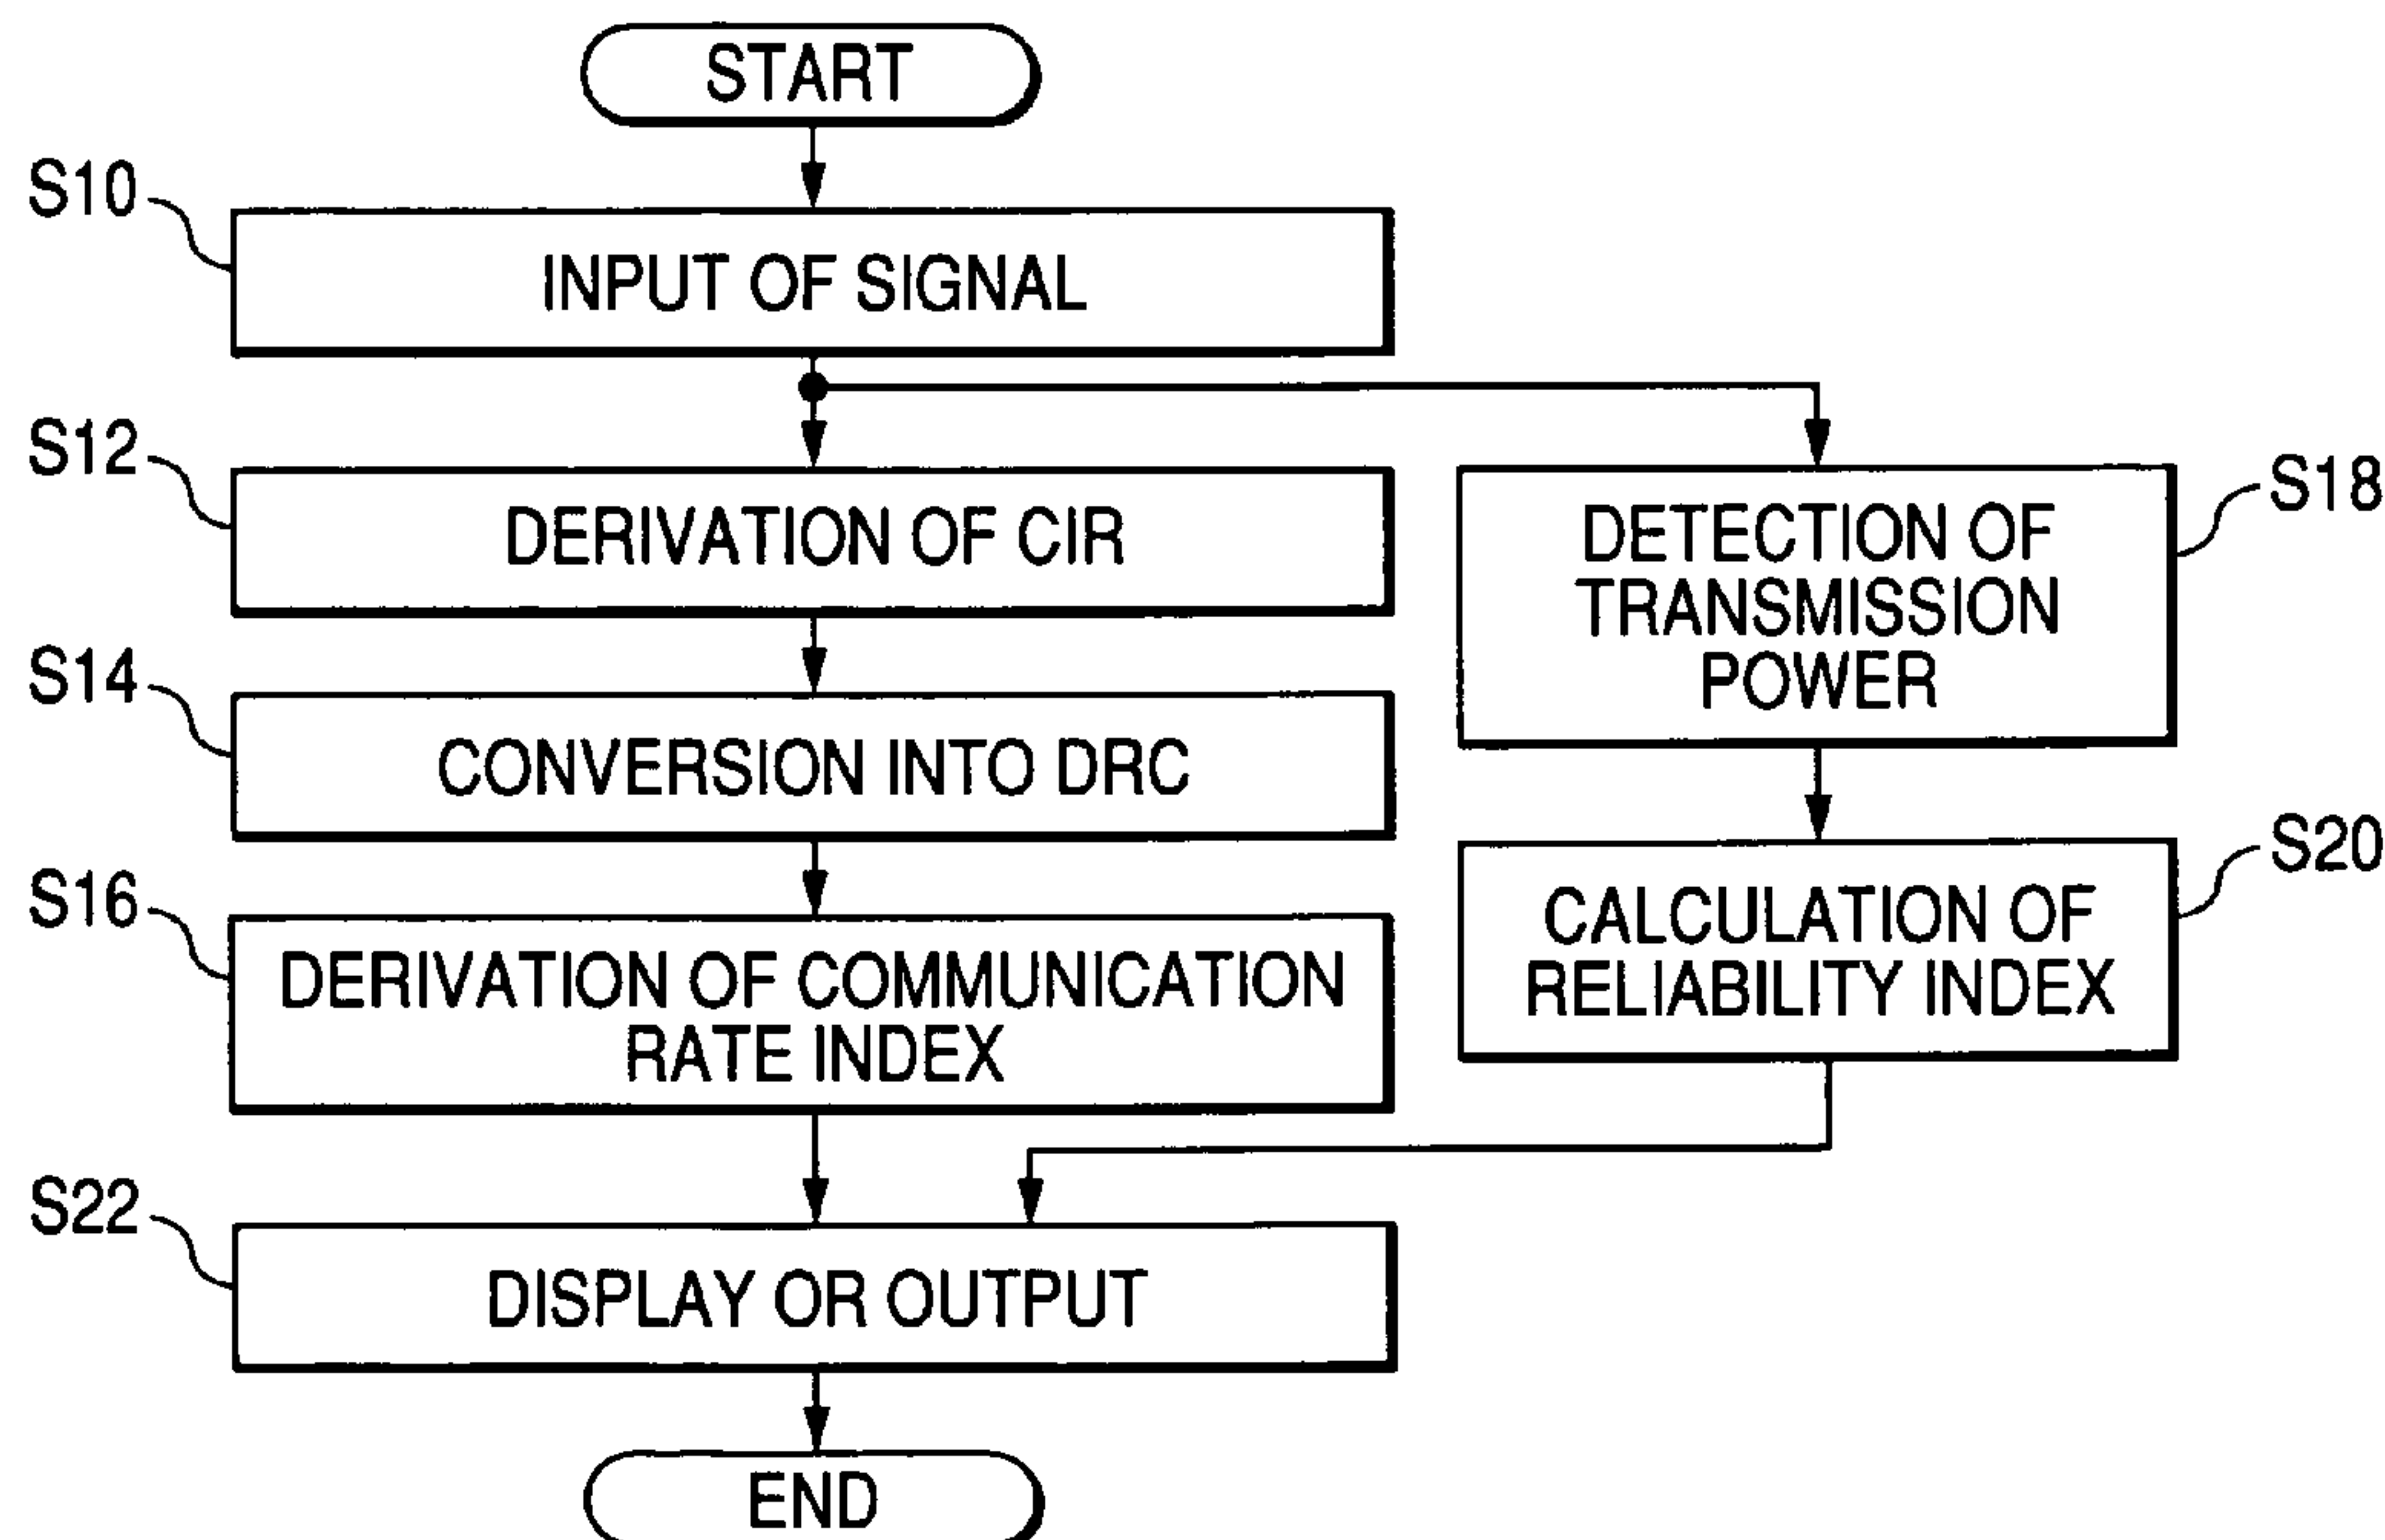 START
S10
INPUT OF SIGNAL
S12
DERIVATION OF CIR
S18
DETECTION OF
TRANSMISSION
POWER
S14
CONVERSION INTO DRC
S16
DERIVATION OF COMMUNICATION
RATE INDEX
S20
CALCULATION OF
RELIABILITY INDEX
S22
DISPLAY OR OUTPUT
END